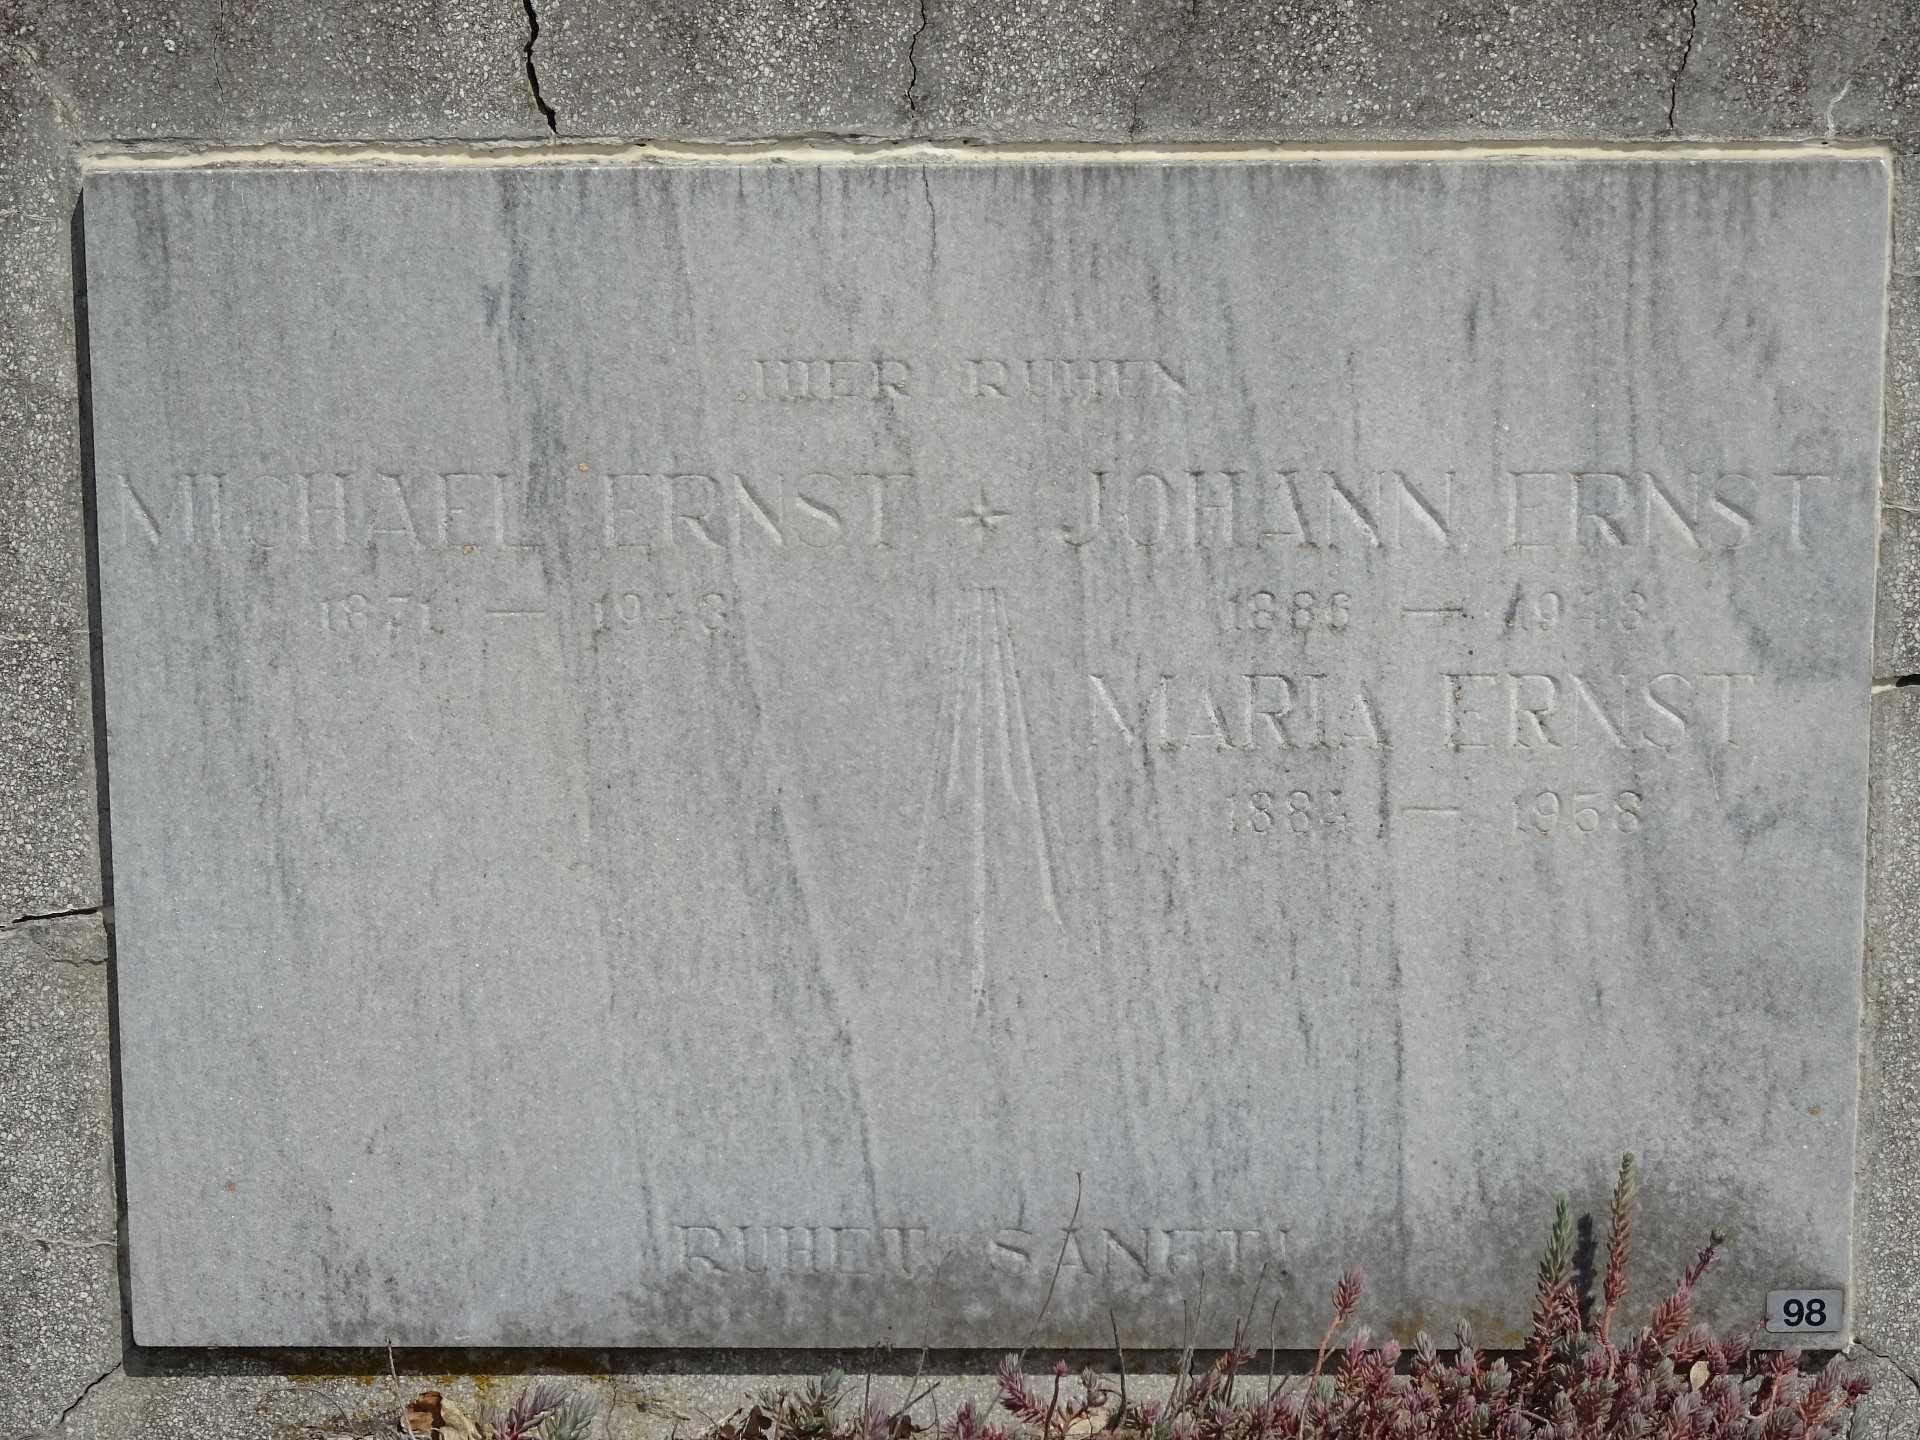 HIER RUHEN
MICHAEL ERNST JOHANN ERNST
1871 — 1948 1886 — 1948
MARIA ERNST
1884 — 1958
RUHET SANFT!
98